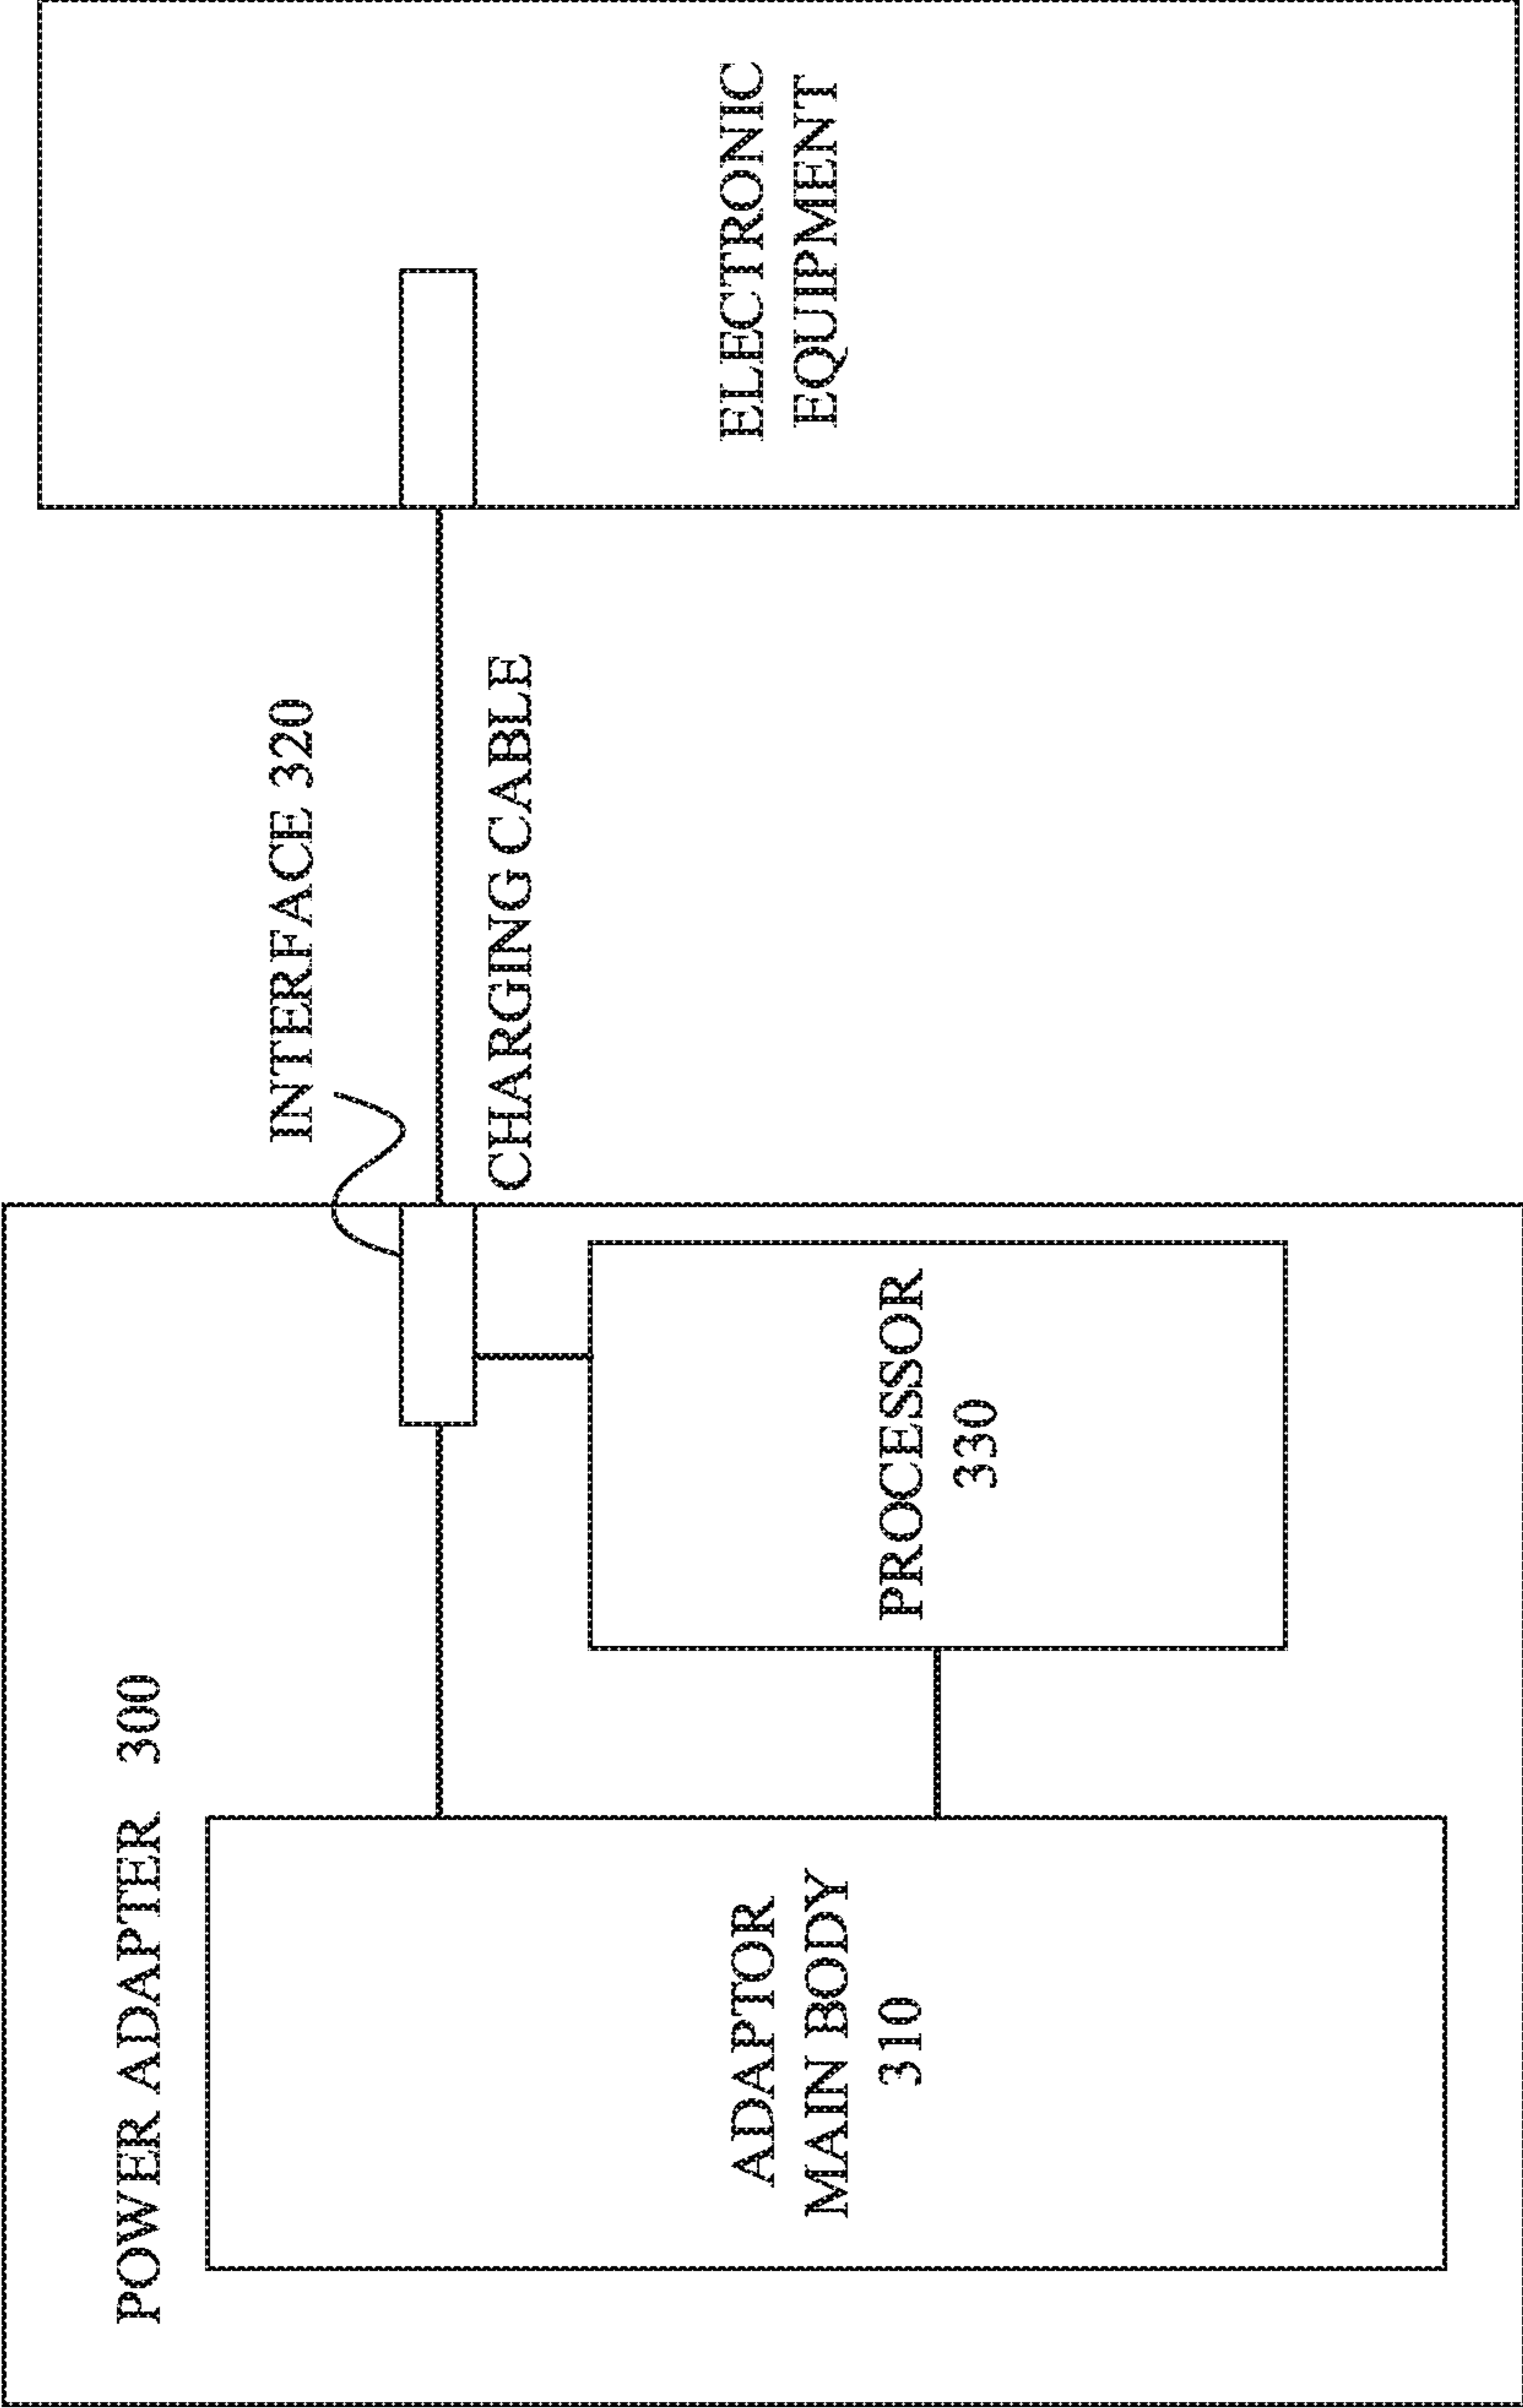 POWER ADAPTER 300
INTERFACE 320
CHARGING CABLE
ADAPTOR
MAIN BODY
310
PROCESSOR
330
ELECTRONIC
EQUIPMENT